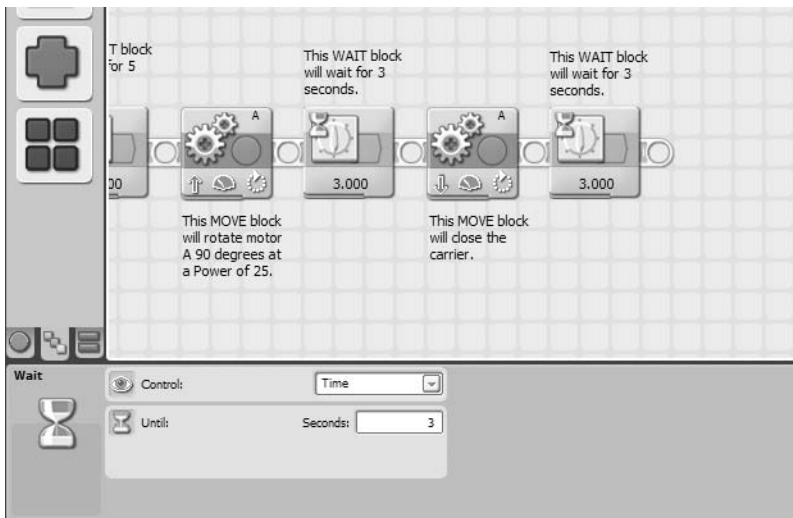 T block
for 5
This WAIT block
will wait for 3
seconds.
This WAIT block
will wait for 3
seconds.
A
A
00
3.000
3.000
This MOVE block
will rotate motor
A 90 degrees at
a Power of 25.
This MOVE block
will close the
carrier.
Wait
Control:
Time
Until:
Seconds:
3